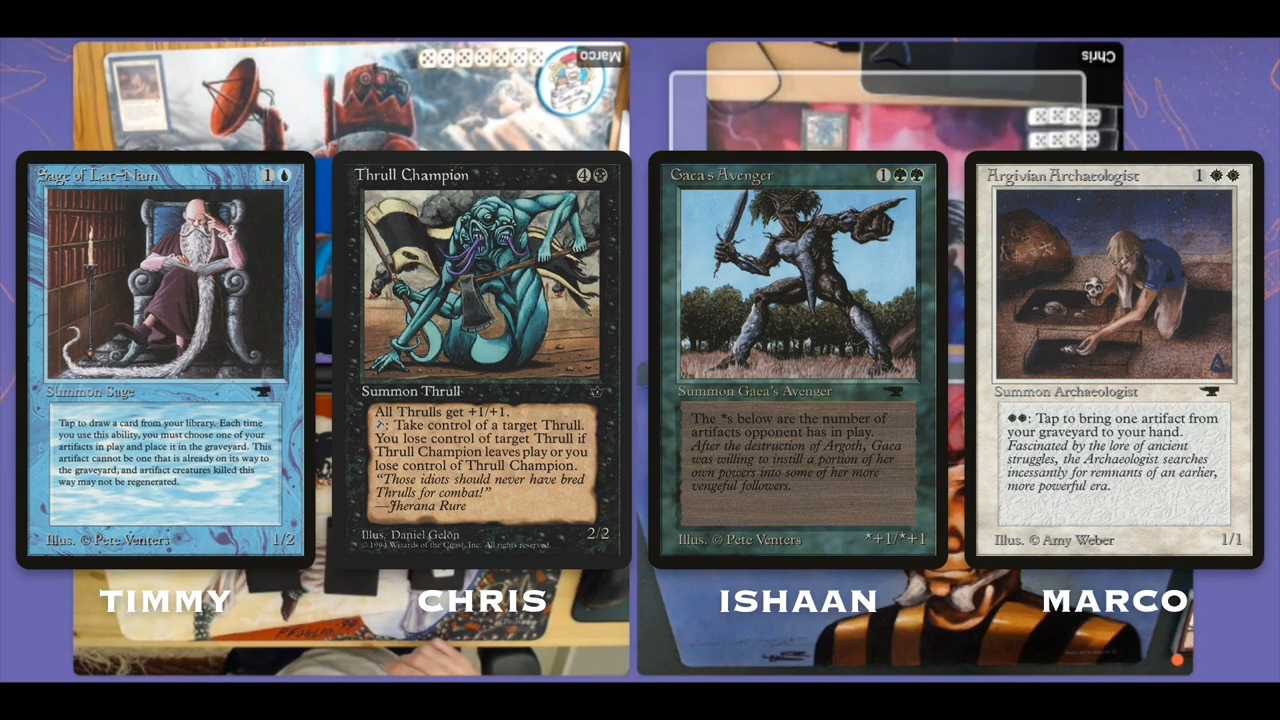 Marco
Chris
Sage of Lat-Nam 1
Summon Sage
Tap to draw a card from your library. Each time
you use this ability, you must choose one of your
artifacts in play and place it in the graveyard. This
artifact cannot be one that is already on its way to
the graveyard, and artifact creatures killed this
way may not be regenerated.
Illus. © Pete Venters 1/2
Thrull Champion 4
Summon Thrull
All Thrulls get +1/+1.
: Take control of a target Thrull.
You lose control of target Thrull if
Thrull Champion leaves play or you
lose control of Thrull Champion.
"Those idiots should never have bred
Thrulls for combat!"
—Jherana Rure
Illus. Daniel Gelon 2/2
© 1994 Wizards of the Coast, Inc. All rights reserved.
Gaea's Avenger 1
Summon Gaea's Avenger
The *s below are the number of
artifacts opponent has in play.
After the destruction of Argoth, Gaea
was willing to instill a portion of her
own powers into some of her more
vengeful followers.
Illus. © Pete Venters *+1/*+1
Argivian Archaeologist 1
Summon Archaeologist
: Tap to bring one artifact from
your graveyard to your hand.
Fascinated by the lore of ancient
struggles, the Archaeologist searches
incessantly for remnants of an earlier,
more powerful era.
Illus. © Amy Weber 1/1
TIMMY
CHRIS
ISHAAN
MARCO